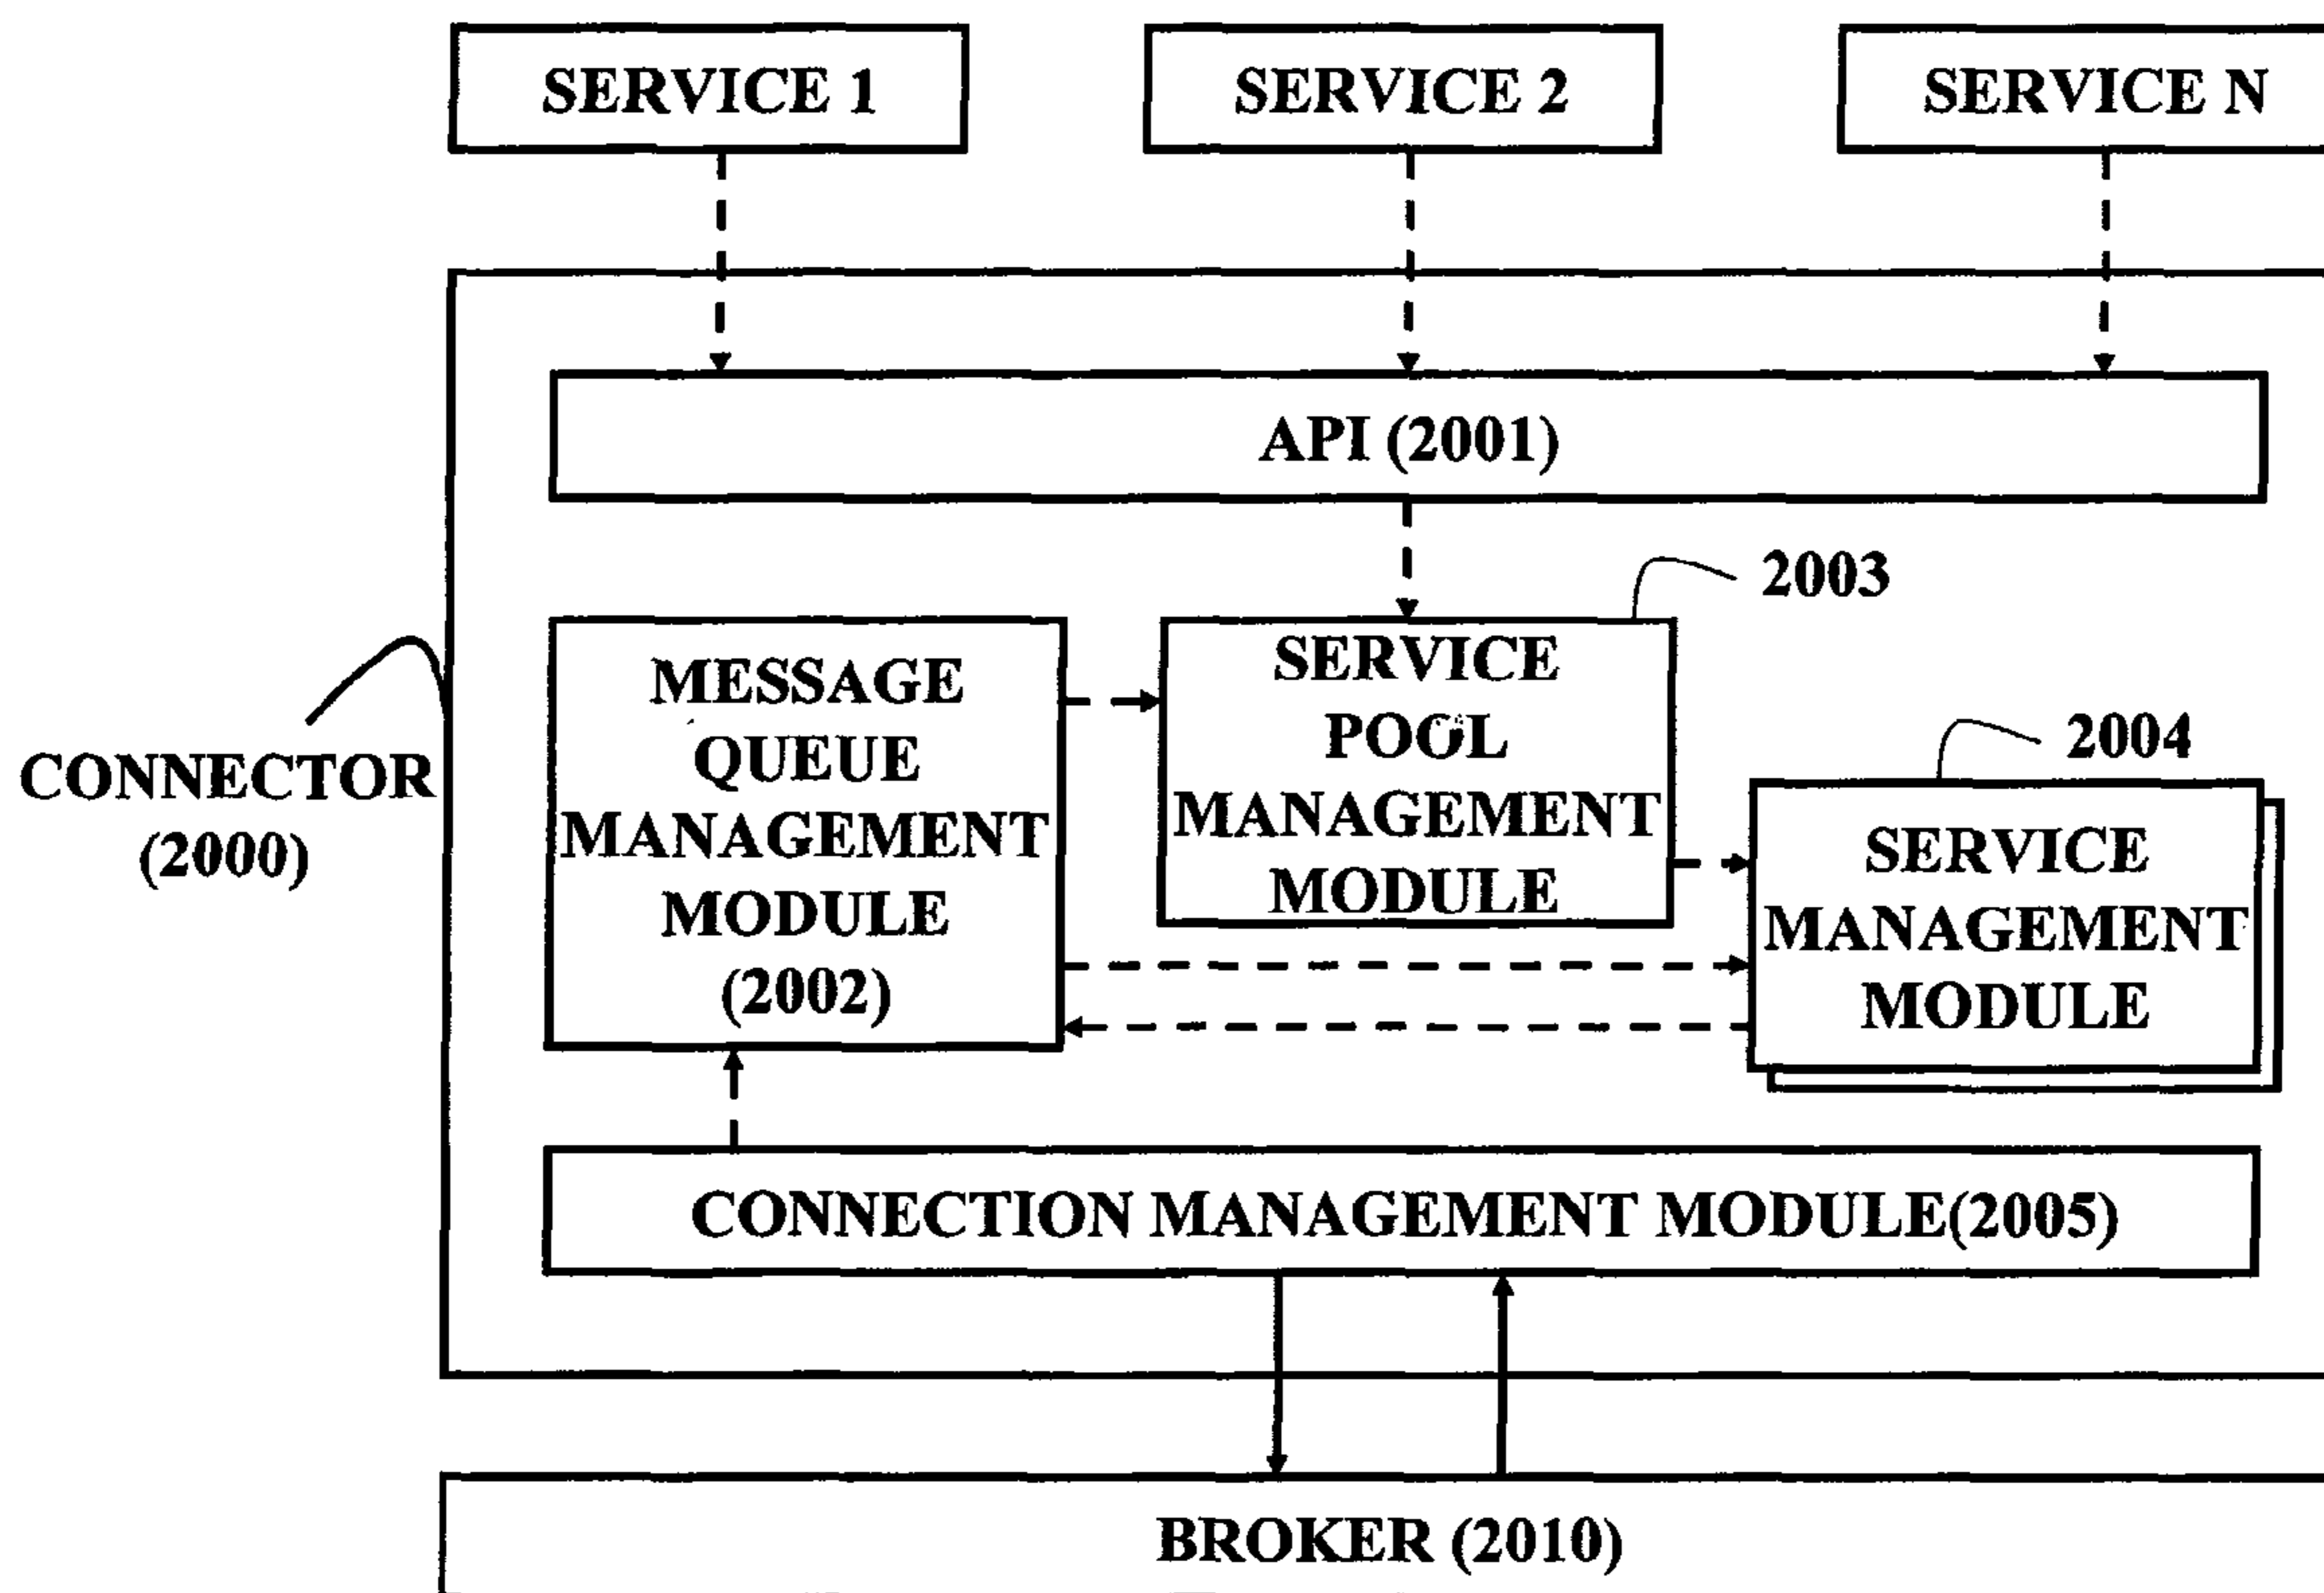 SERVICE 1
SERVICE 2
SERVICE N
API (2001)
2003
MESSAGE
QUEUE
MANAGEMENT
MODULE
(2002)
SERVICE
POOL
MANAGEMENT
MODULE
2004
SERVICE
MANAGEMENT
MODULE
CONNECTOR
(2000)
CONNECTION MANAGEMENT MODULE(2005)
BROKER (2010)